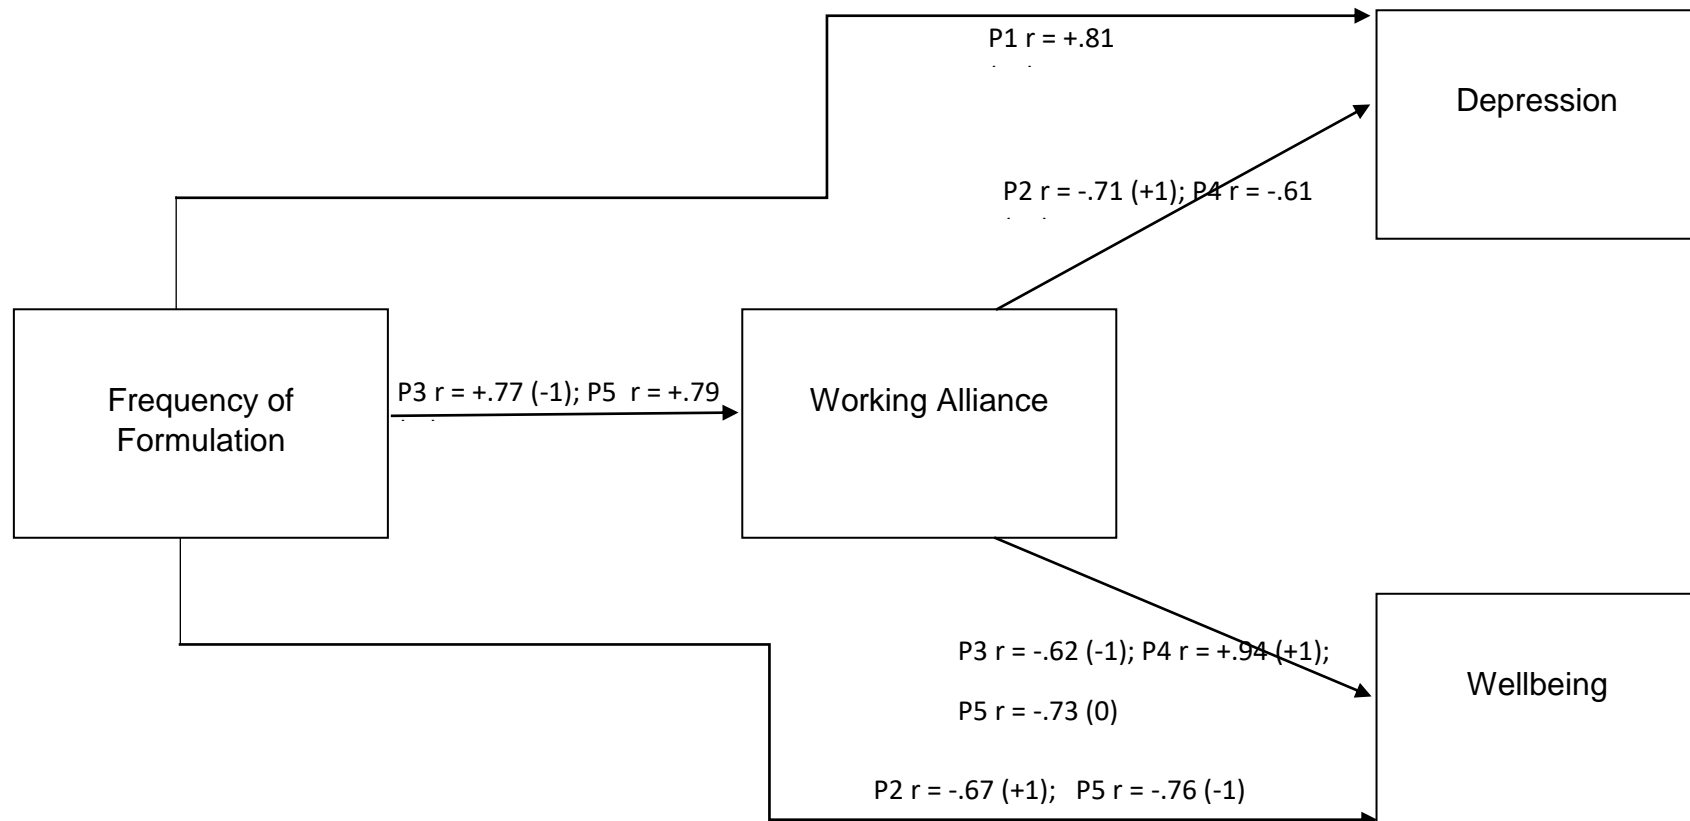 P1 r = +.81
Depression
P2 r = -.71 (+1); P4 r = -.61
Frequency of
Formulation
P3 r = +.77 (-1); P5  r = +.79
Working Alliance
P3 r = -.62 (-1); P4 r = +.94 (+1);
P5 r = -.73 (0)
Wellbeing
P2 r = -.67 (+1);   P5 r = -.76 (-1)